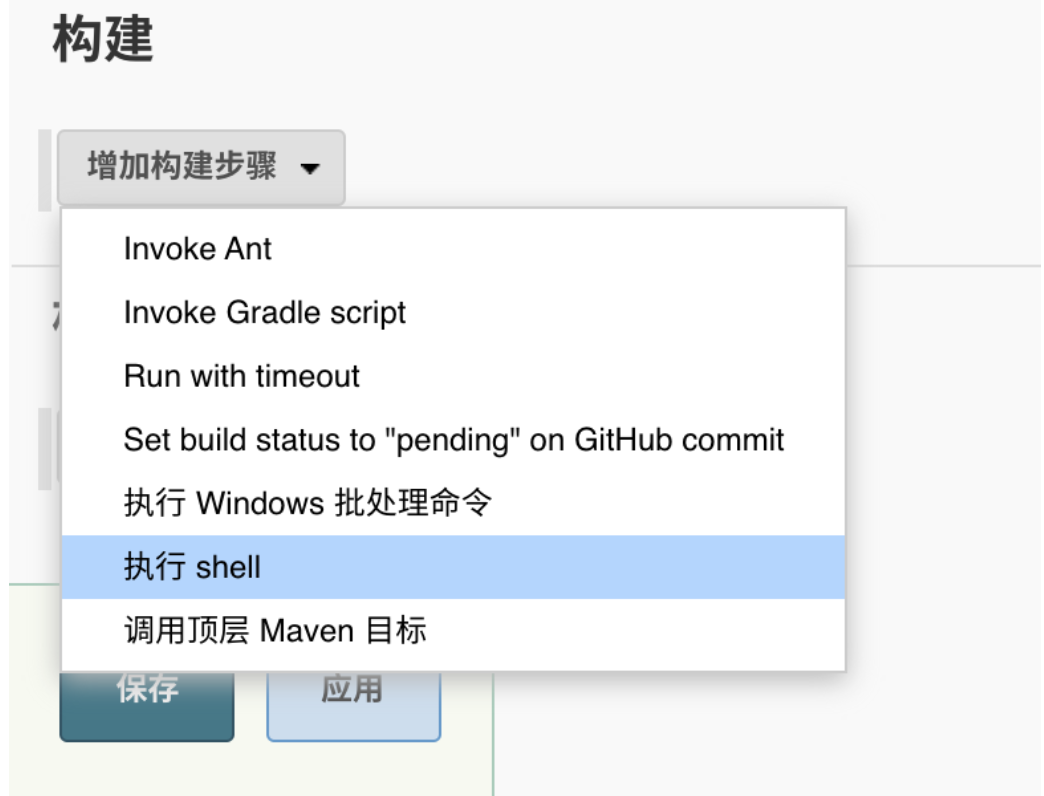 构建
增加构建步骤
Invoke Ant
Invoke Gradle script
Run with timeout
Set build status to "pending" on GitHub commit
执行 Windows 批处理命令
执行 shell
调用顶层 Maven 目标
保存
应用